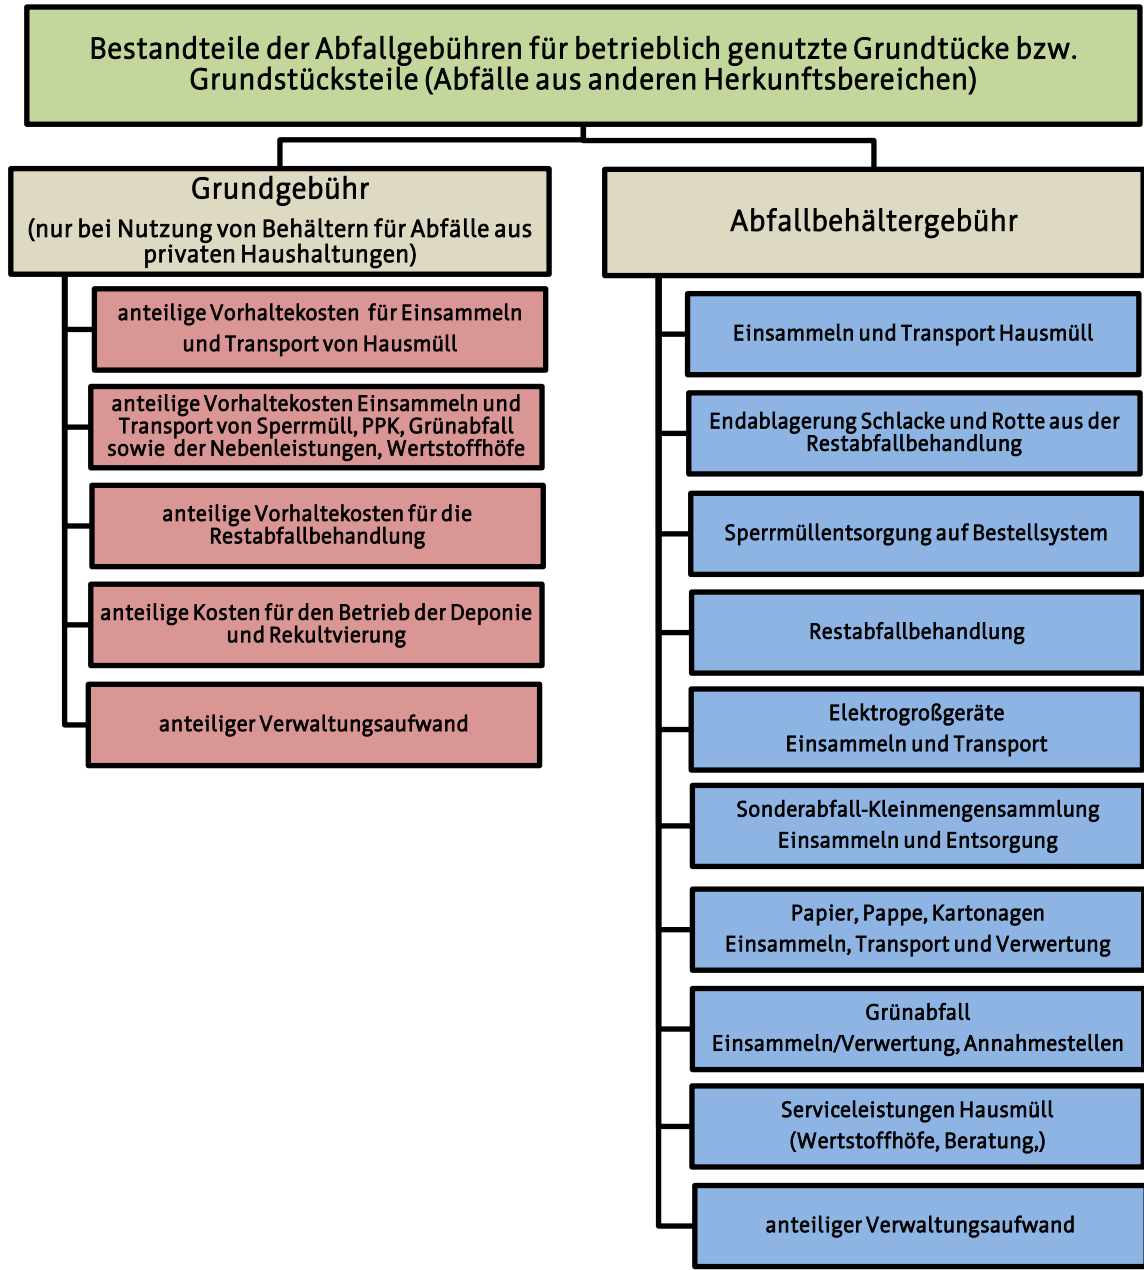 Bestandteile der Abfallgebühren für betrieblich genutzte Grundtücke bzw.
Grundstücksteile (Abfälle aus anderen Herkunftsbereichen)
Grundgebühr
(nur bei Nutzung von Behältern für Abfälle aus
privaten Haushaltungen)
anteilige Vorhaltekosten für Einsammeln
und Transport von Hausmüll
anteilige Vorhaltekosten Einsammeln und
Transport von Sperrmüll, PPK, Grünabfall
sowie der Nebenleistungen, Wertstoffhöfe
anteilige Vorhaltekosten für die
Restabfallbehandlung
anteilige Kosten für den Betrieb der Deponie
und Rekultvierung
anteiliger Verwaltungsaufwand
Abfallbehältergebühr
Einsammeln und Transport Hausmüll
Endablagerung Schlacke und Rotte aus der
Restabfallbehandlung
Sperrmüllentsorgung auf Bestellsystem
Restabfallbehandlung
Elektrogroßgeräte
Einsammeln und Transport
Sonderabfall-Kleinmengensammlung
Einsammeln und Entsorgung
Papier, Pappe, Kartonagen
Einsammeln, Transport und Verwertung
Grünabfall
Einsammeln/Verwertung, Annahmestellen
Serviceleistungen Hausmüll
(Wertstoffhöfe, Beratung,)
anteiliger Verwaltungsaufwand